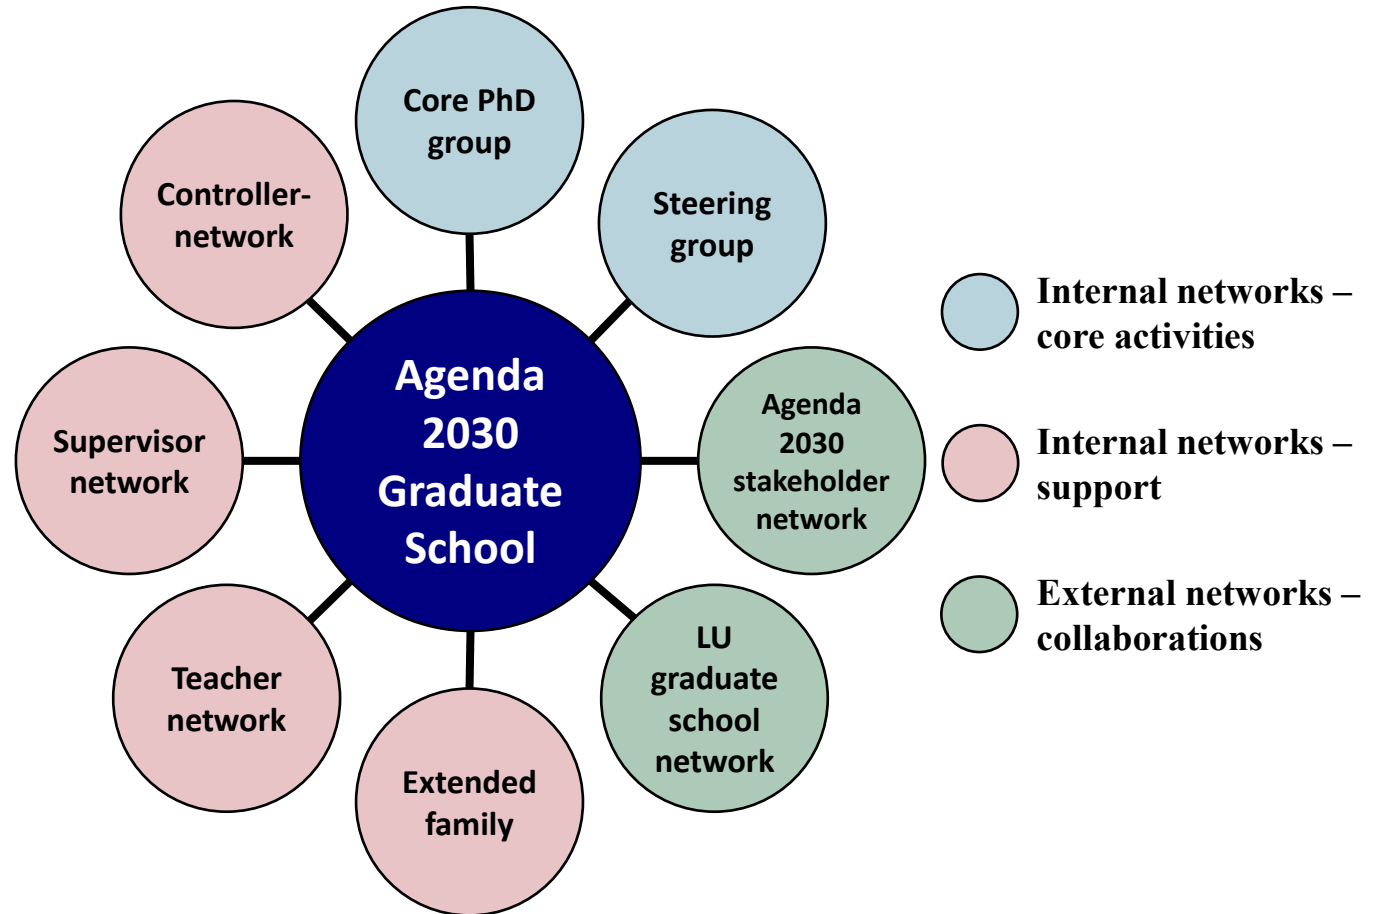 Core PhD
group
Steering
group
Agenda
2030
stakeholder
network
LU
graduate
school
network
Extended
family
Teacher
network
Supervisor
network
Controller-
network
Agenda
2030
Graduate
School
Internal networks –
core activities
Internal networks –
support
External networks –
collaborations